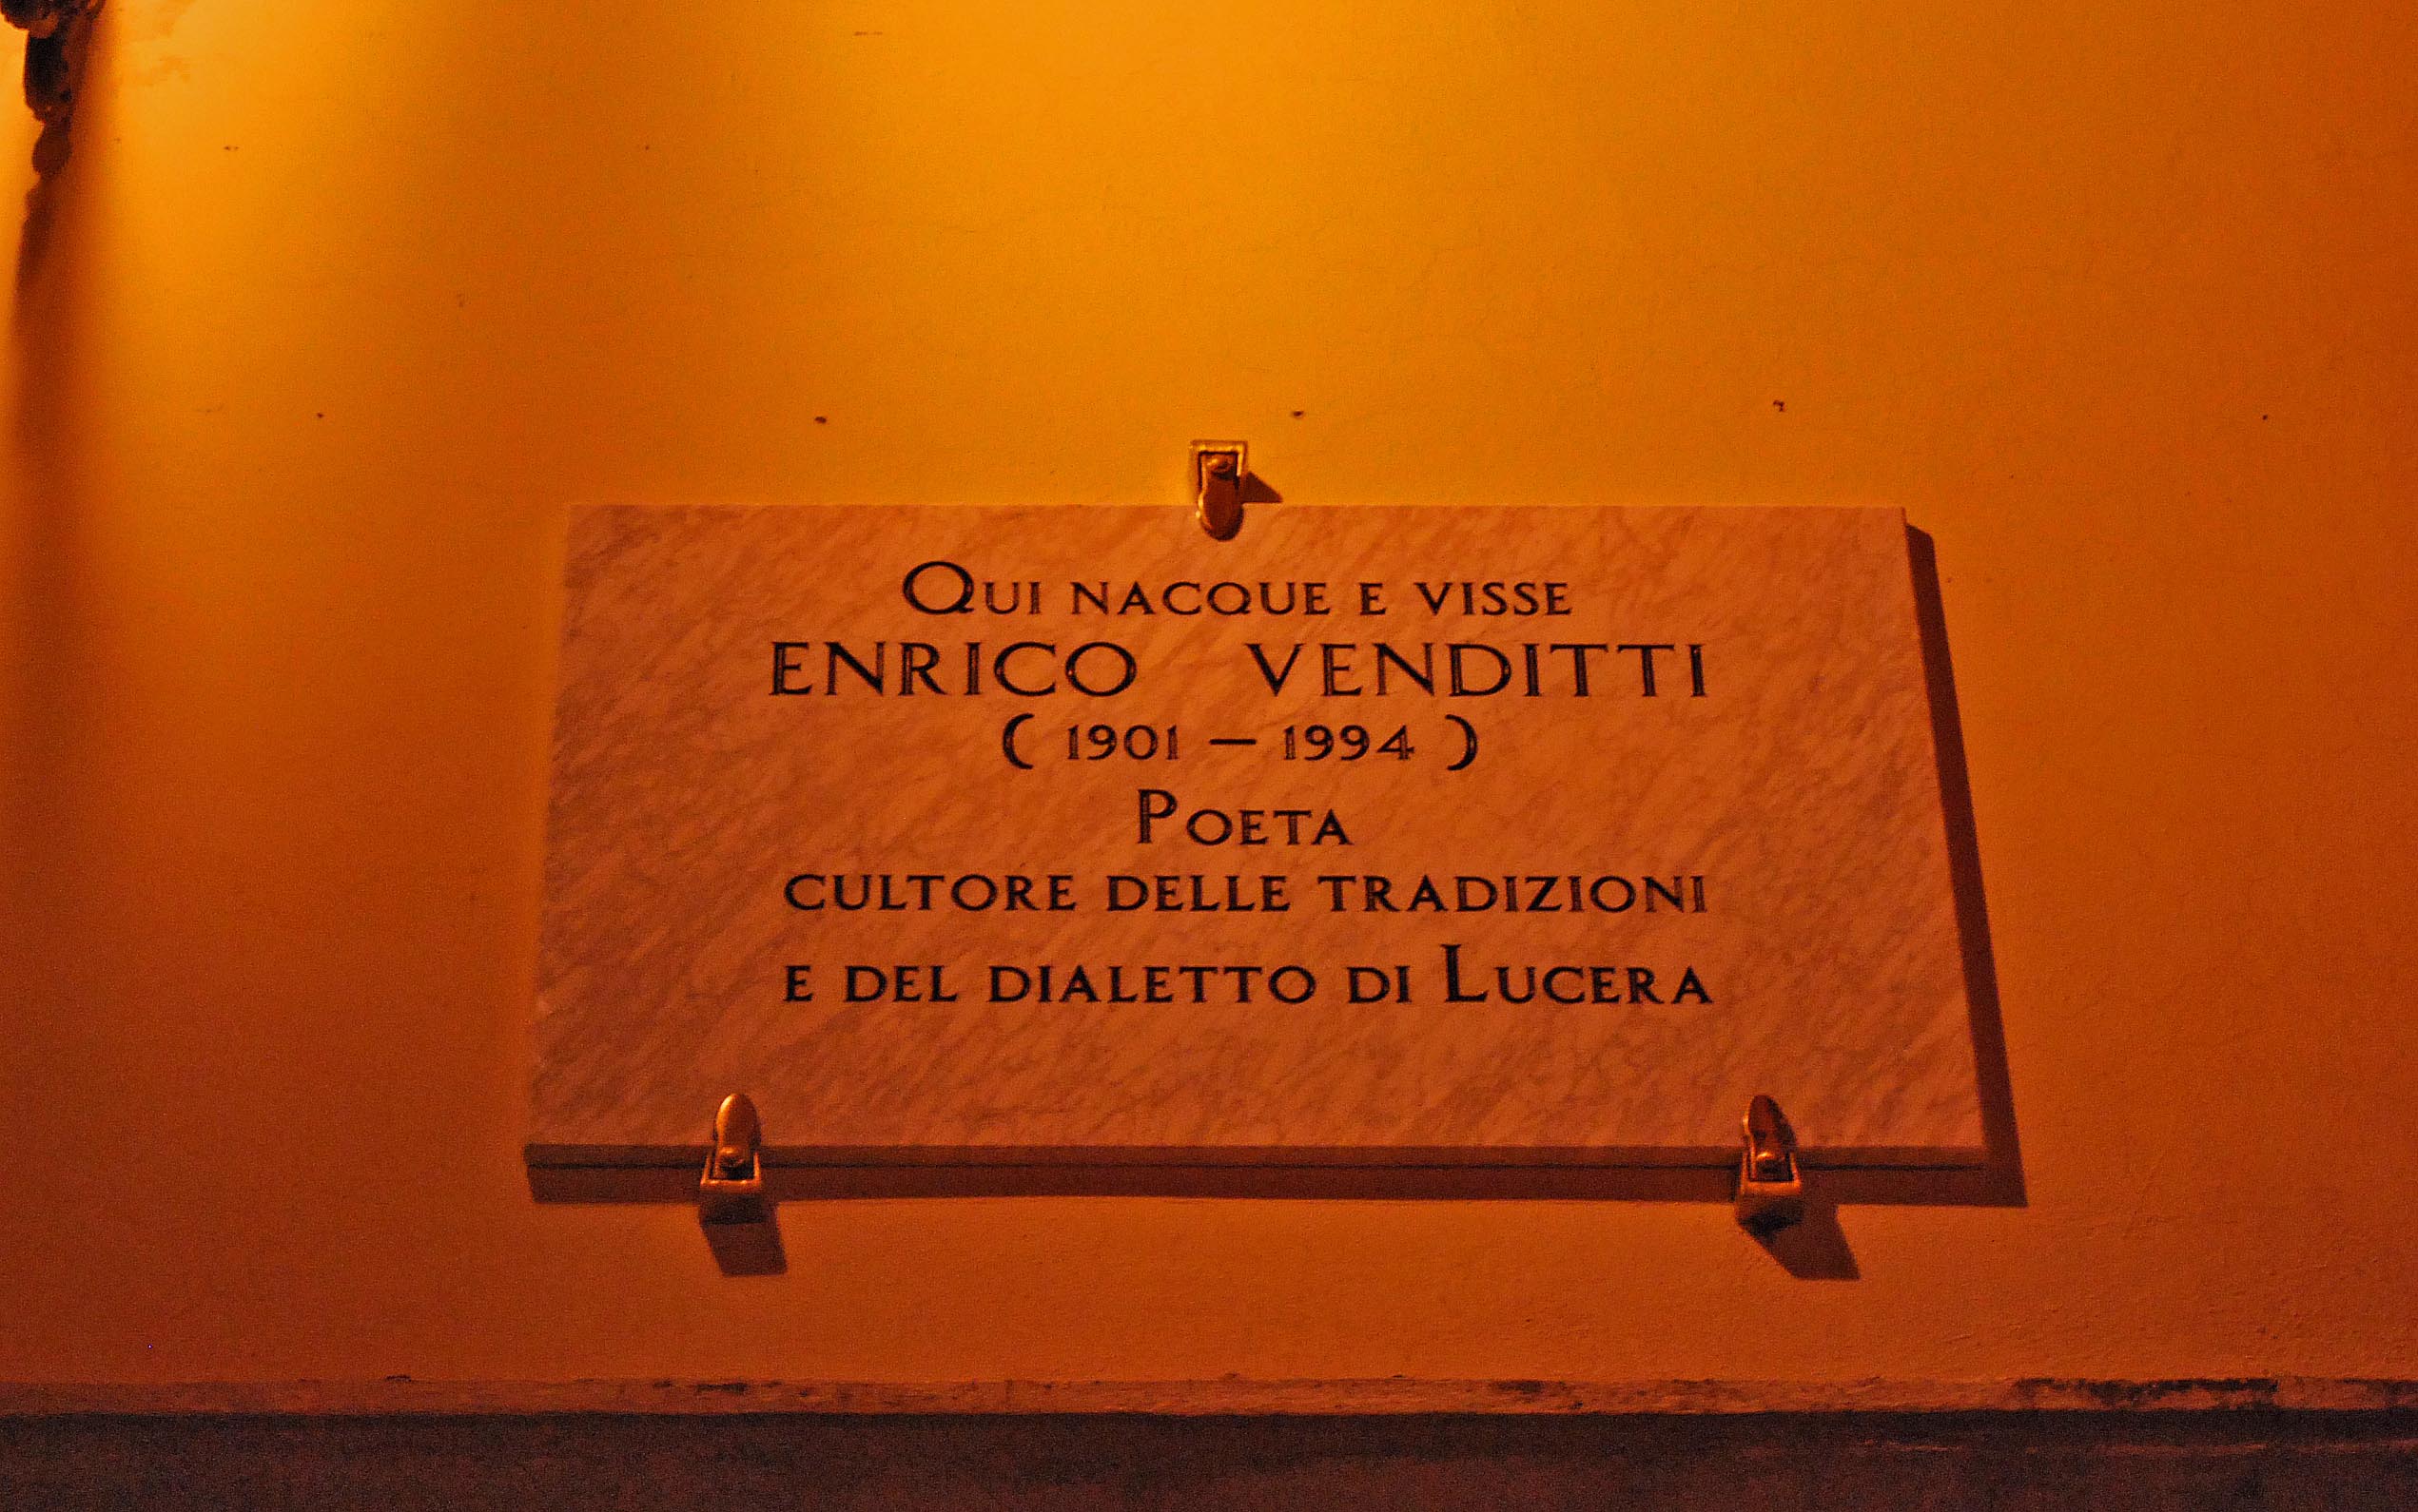 Qui nacque e visse
ENRICO VENDITTI
( 1901 – 1994 )
Poeta
cultore delle tradizioni
e del dialetto di Lucera